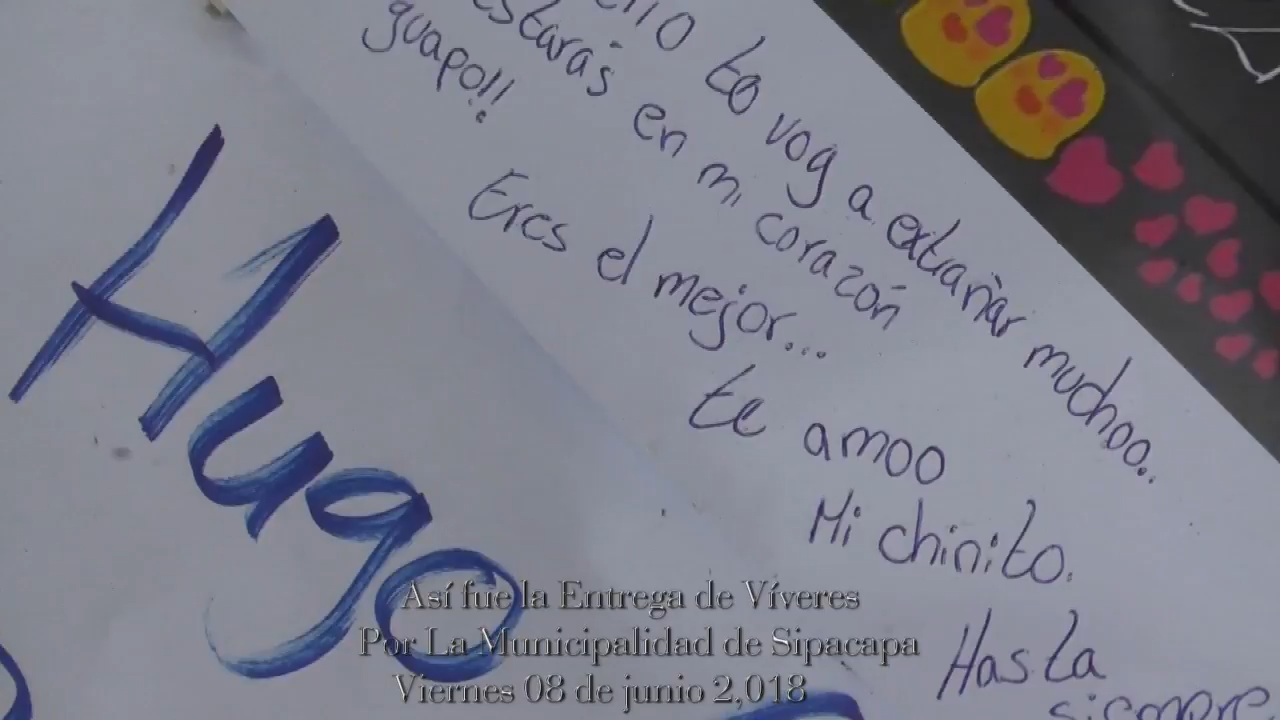 te voy a extrañar muchoo..
estarás en mi corazón
guapo!!
Eres el mejor...
te amoo
Mi chinito.
Hasta
siempre
Hugo
Así fue la Entrega de Víveres
Por La Municipalidad de Sipacapa
Viernes 08 de junio 2,018